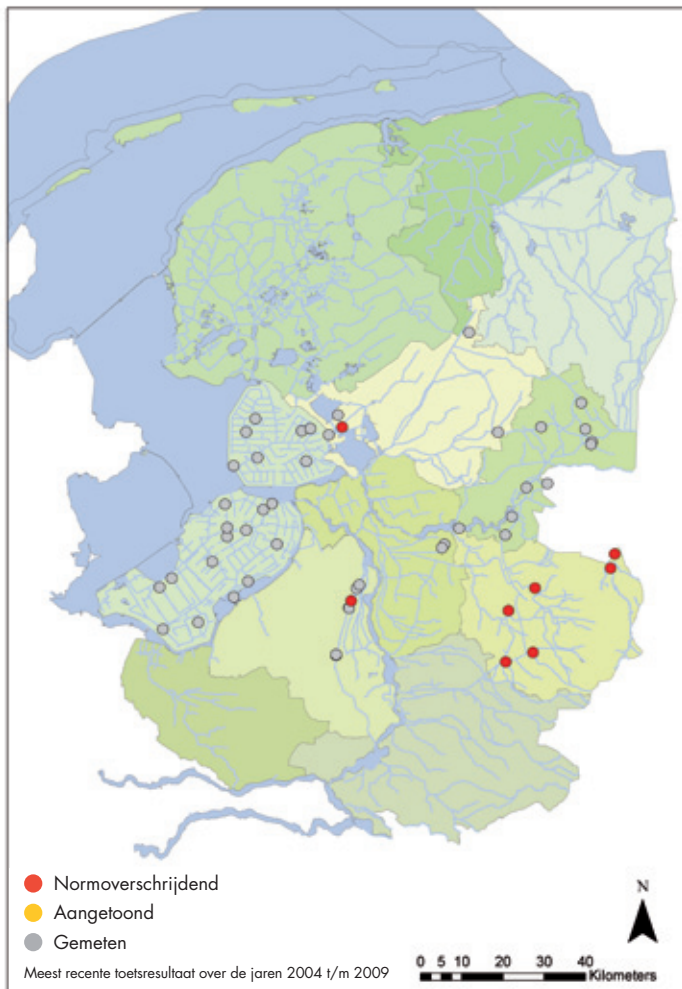 Normoverschrijdend
Aangetoond
Gemeten
Meest recente toetsresultaat over de jaren 2004 t/m 2009
N
0 5 10 20 30 40
Kilometers